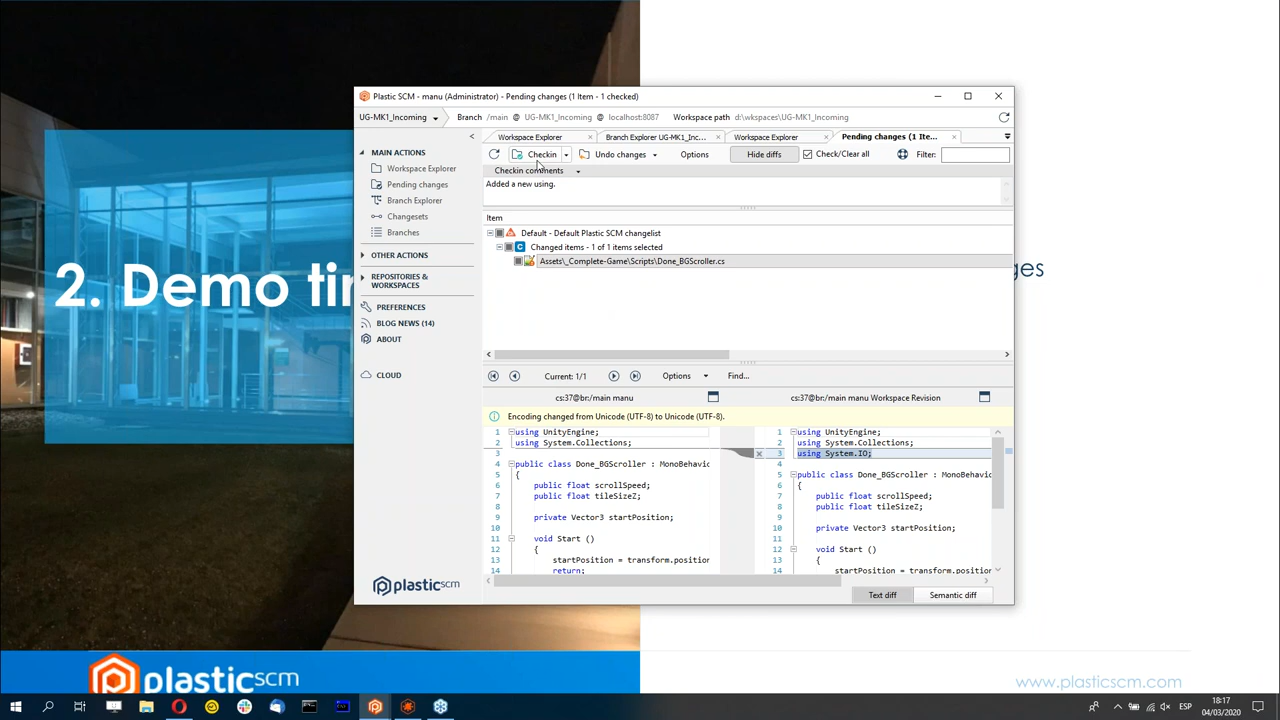 Plastic SCM - manu (Administrator) - Pending changes (1 Item - 1 checked)
UG-MK1_Incoming Branch /main @ UG-MK1_Incoming @ localhost:8087 Workspace path d:\wkspaces\UG-MK1_Incoming
Workspace Explorer Branch Explorer UG-MK1_Inc... Workspace Explorer Pending changes (1 Ite...
MAIN ACTIONS
Workspace Explorer
Pending changes
Branch Explorer
Changesets
Branches
OTHER ACTIONS
REPOSITORIES &
WORKSPACES
PREFERENCES
BLOG NEWS (14)
ABOUT
CLOUD
plasticscm
Checkin Undo changes Options Hide diffs Check/Clear all Filter:
Checkin comments
Added a new using.
Item
Default - Default Plastic SCM changelist
C Changed items - 1 of 1 items selected
Assets\_Complete-Game\Scripts\Done_BGScroller.cs
Current: 1/1 Options Find...
cs:37@br:/main manu
cs:37@br:/main manu Workspace Revision
Encoding changed from Unicode (UTF-8) to Unicode (UTF-8).
1 using UnityEngine;
2 using System.Collections;
3
4 public class Done_BGScroller : MonoBehavio
5 {
6 public float scrollSpeed;
7 public float tileSizeZ;
8
9 private Vector3 startPosition;
10
11 void Start ()
12 {
13 startPosition = transform.position
14 return;
1 using UnityEngine;
2 using System.Collections;
3 using System.IO;
4
5 public class Done_BGScroller : MonoBehavio
6 {
7 public float scrollSpeed;
8 public float tileSizeZ;
9
10 private Vector3 startPosition;
11
12 void Start ()
13 {
14 startPosition = transform.position
Text diff Semantic diff
2. Demo ti
ges
plasticscm
www.plasticscm.com
ESP
18:17
04/03/2020